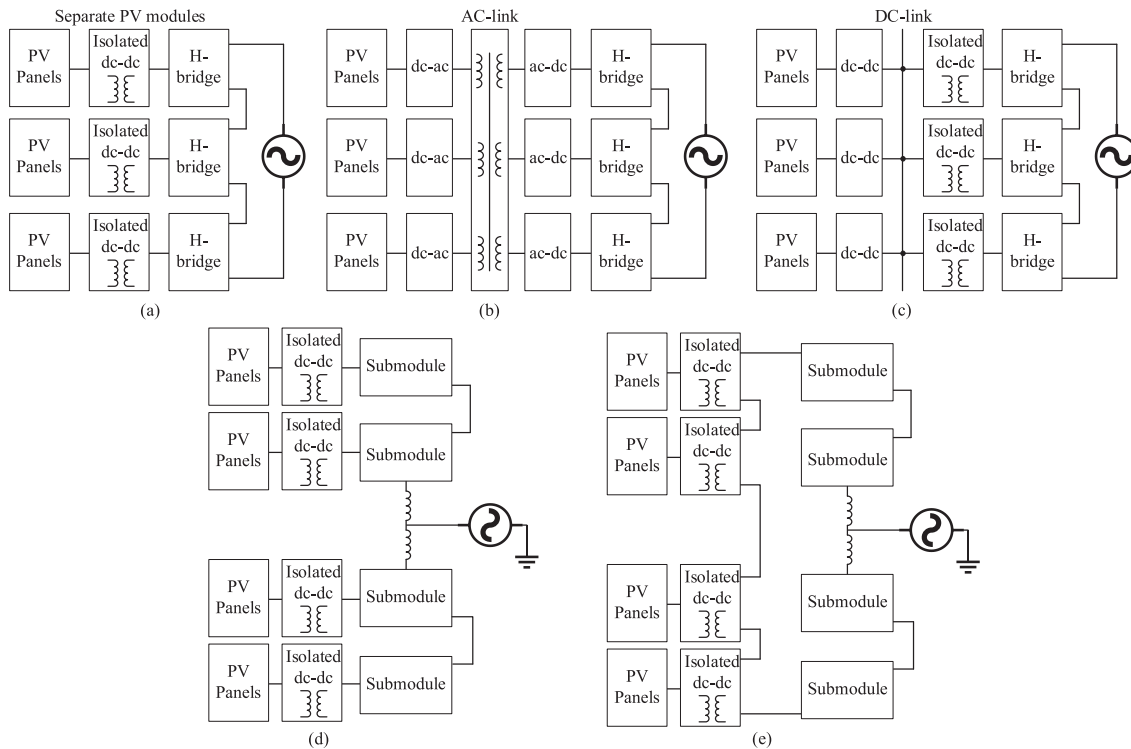 Separate PV modules
PV Panels
Isolated dc-dc
H-bridge
PV Panels
Isolated dc-dc
H-bridge
PV Panels
Isolated dc-dc
H-bridge
(a)
AC-link
PV Panels
dc-ac
ac-dc
H-bridge
PV Panels
dc-ac
ac-dc
H-bridge
PV Panels
dc-ac
ac-dc
H-bridge
(b)
DC-link
PV Panels
dc-dc
Isolated dc-dc
H-bridge
PV Panels
dc-dc
Isolated dc-dc
H-bridge
PV Panels
dc-dc
Isolated dc-dc
H-bridge
(c)
PV Panels
Isolated dc-dc
Submodule
PV Panels
Isolated dc-dc
Submodule
PV Panels
Isolated dc-dc
Submodule
PV Panels
Isolated dc-dc
Submodule
(d)
PV Panels
Isolated dc-dc
Submodule
PV Panels
Isolated dc-dc
Submodule
PV Panels
Isolated dc-dc
Submodule
PV Panels
Isolated dc-dc
Submodule
(e)